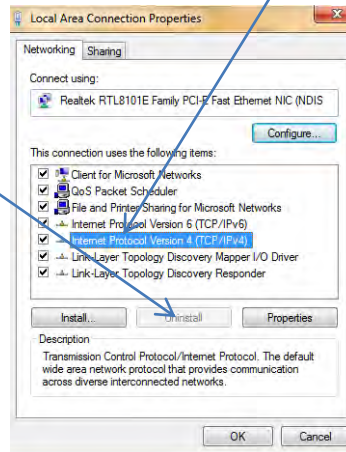 Local Area Connection Properties
Networking Sharing
Connect using:
Realtek RTL8101E Family PCI-E Fast Ethernet NIC (NDIS
Configure...
This connection uses the following items:
Client for Microsoft Networks
QoS Packet Scheduler
File and Printer Sharing for Microsoft Networks
Internet Protocol Version 6 (TCP/IPv6)
Internet Protocol Version 4 (TCP/IPv4)
Link-Layer Topology Discovery Mapper I/O Driver
Link-Layer Topology Discovery Responder
Install... Uninstall Properties
Description
Transmission Control Protocol/Internet Protocol. The default
wide area network protocol that provides communication
across diverse interconnected networks.
OK Cancel